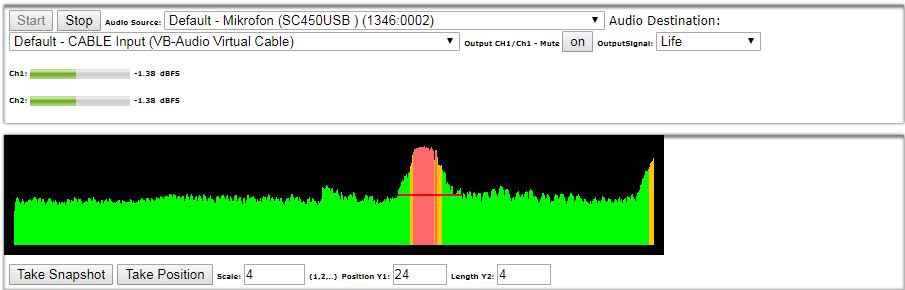 Start Stop Audio Source: Default - Mikrofon (SC450USB ) (1346:0002) Audio Destination:
Default - CABLE Input (VB-Audio Virtual Cable) Output CH1/Ch1 - Mute on OutputSignal: Life
Ch1: -1.38 dBFS
Ch2: -1.38 dBFS
Take Snapshot Take Position Scale: 4 (1,2,..) Position Y1: 24 Length Y2: 4